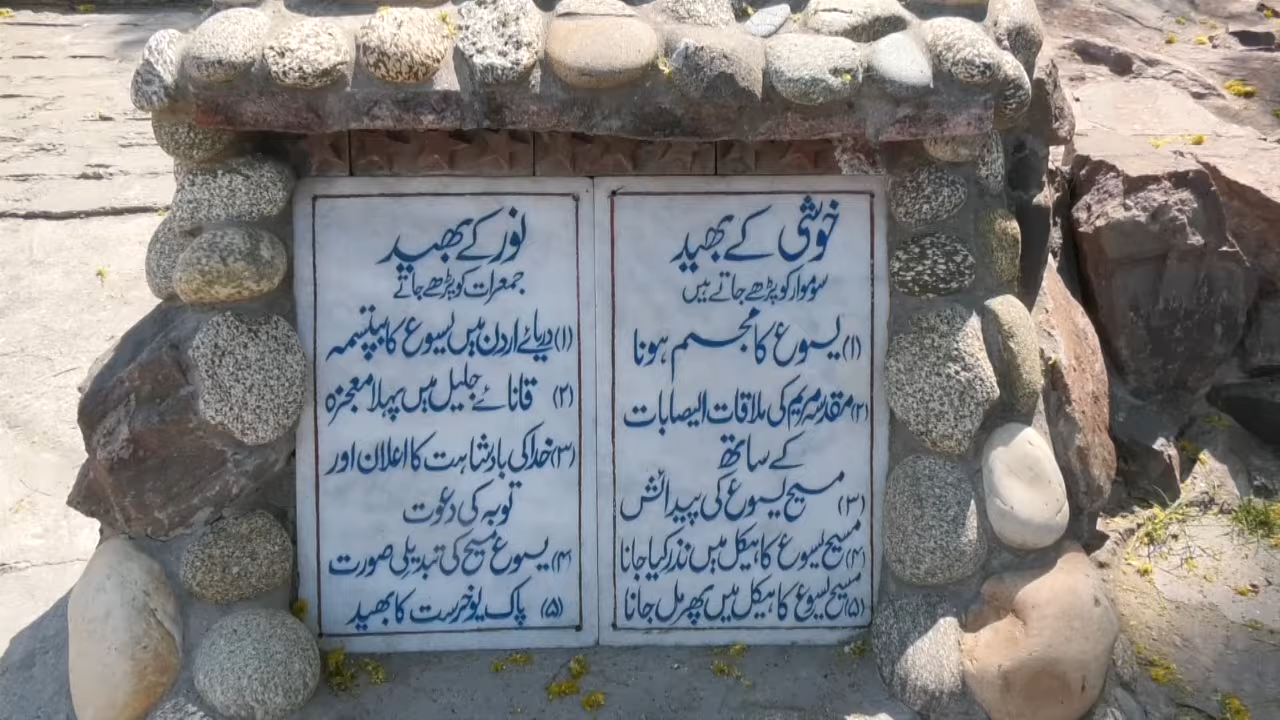 خوشی کے بھید
سوموار کو پڑھے جاتے ہیں
(۱) یسوع کا مجسم ہونا
(۲) مقدسہ مریم کی ملاقات الیصابات
کے ساتھ
(۳) مسیح یسوع کی پیدائش
(۴) مسیح یسوع کا ہیکل میں نذر کیا جانا
(۵) مسیح یسوع کا ہیکل میں پھر مل جانا
نور کے بھید
جمعرات کو پڑھے جاتے
(۱) دریائے اردن میں یسوع کا بپتسمہ
(۲) قانائے جلیل میں پہلا معجزہ
(۳) خدا کی بادشاہت کا اعلان اور
توبہ کی دعوت
(۴) یسوع مسیح کی تبدیلی صورت
(۵) پاک یوخرست کا بھید